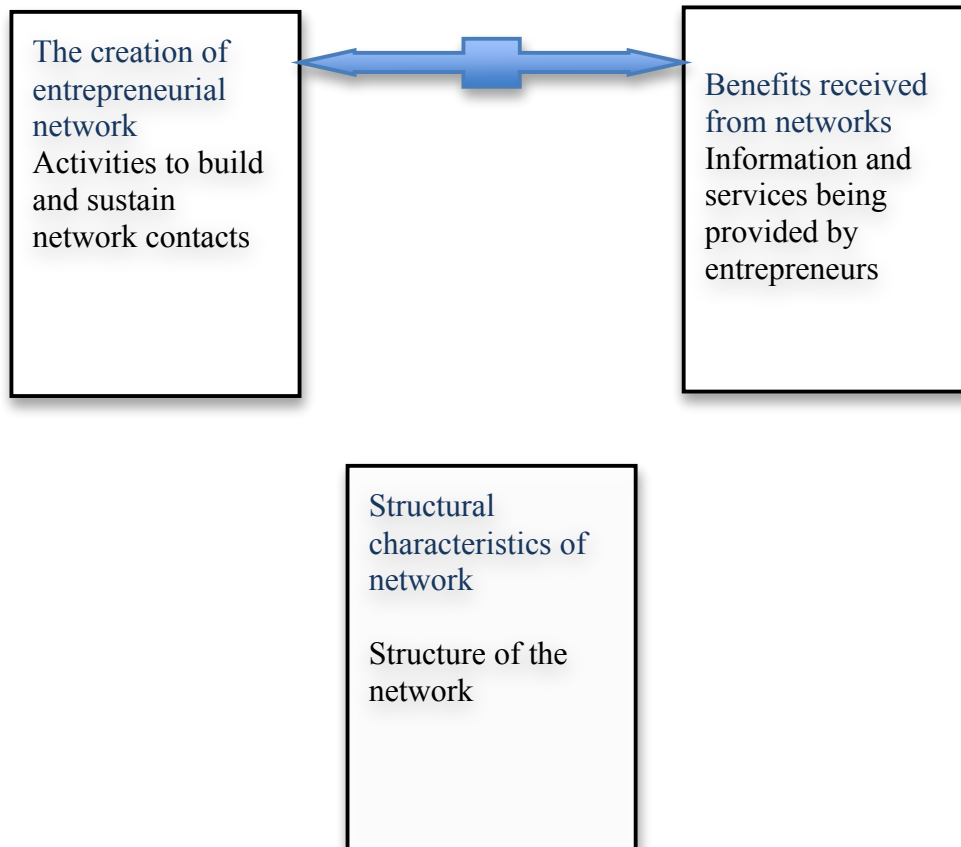 The creation of
entrepreneurial
network
Activities to build
and sustain
network contacts
Benefits received
from networks
Information and
services being
provided by
entrepreneurs
Structural
characteristics of
network
Structure of the
network